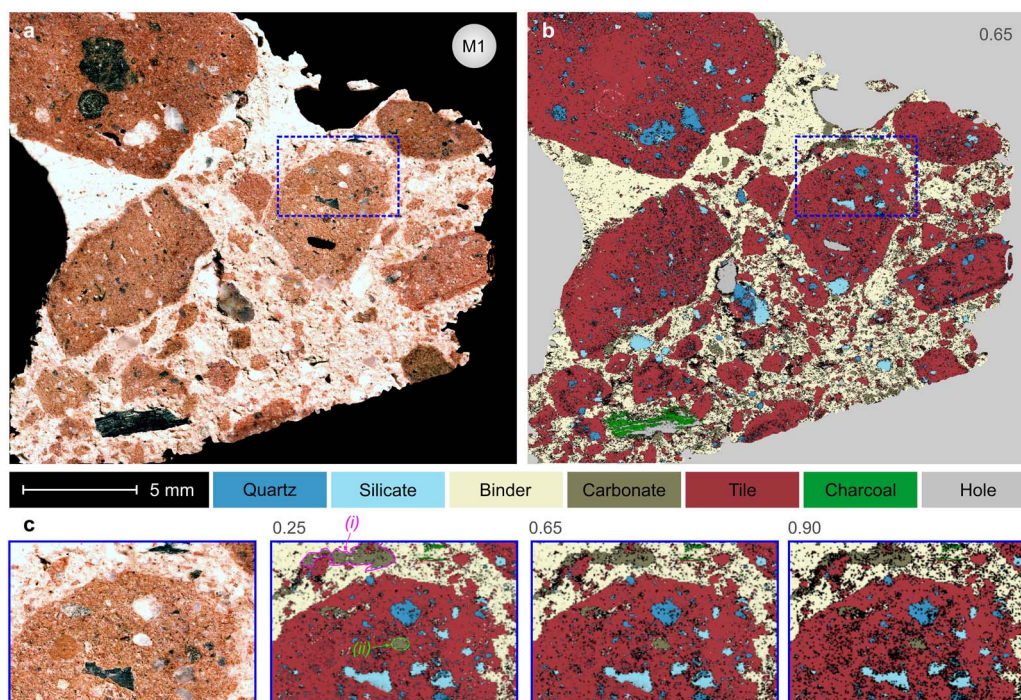 a
M1
b
0.65
5 mm
Quartz
Silicate
Binder
Carbonate
Tile
Charcoal
Hole
c
0.25
(i)
0.65
0.90
(ii)